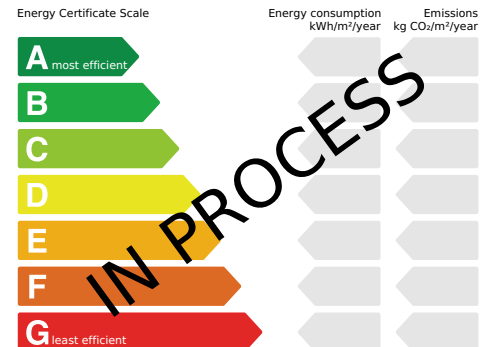 Energy Certificate Scale
Energy consumption
kWh/m²/year
Emissions
kg CO₂/m²/year
A most efficient
B
C
D
E
F
G least efficient
IN PROCESS